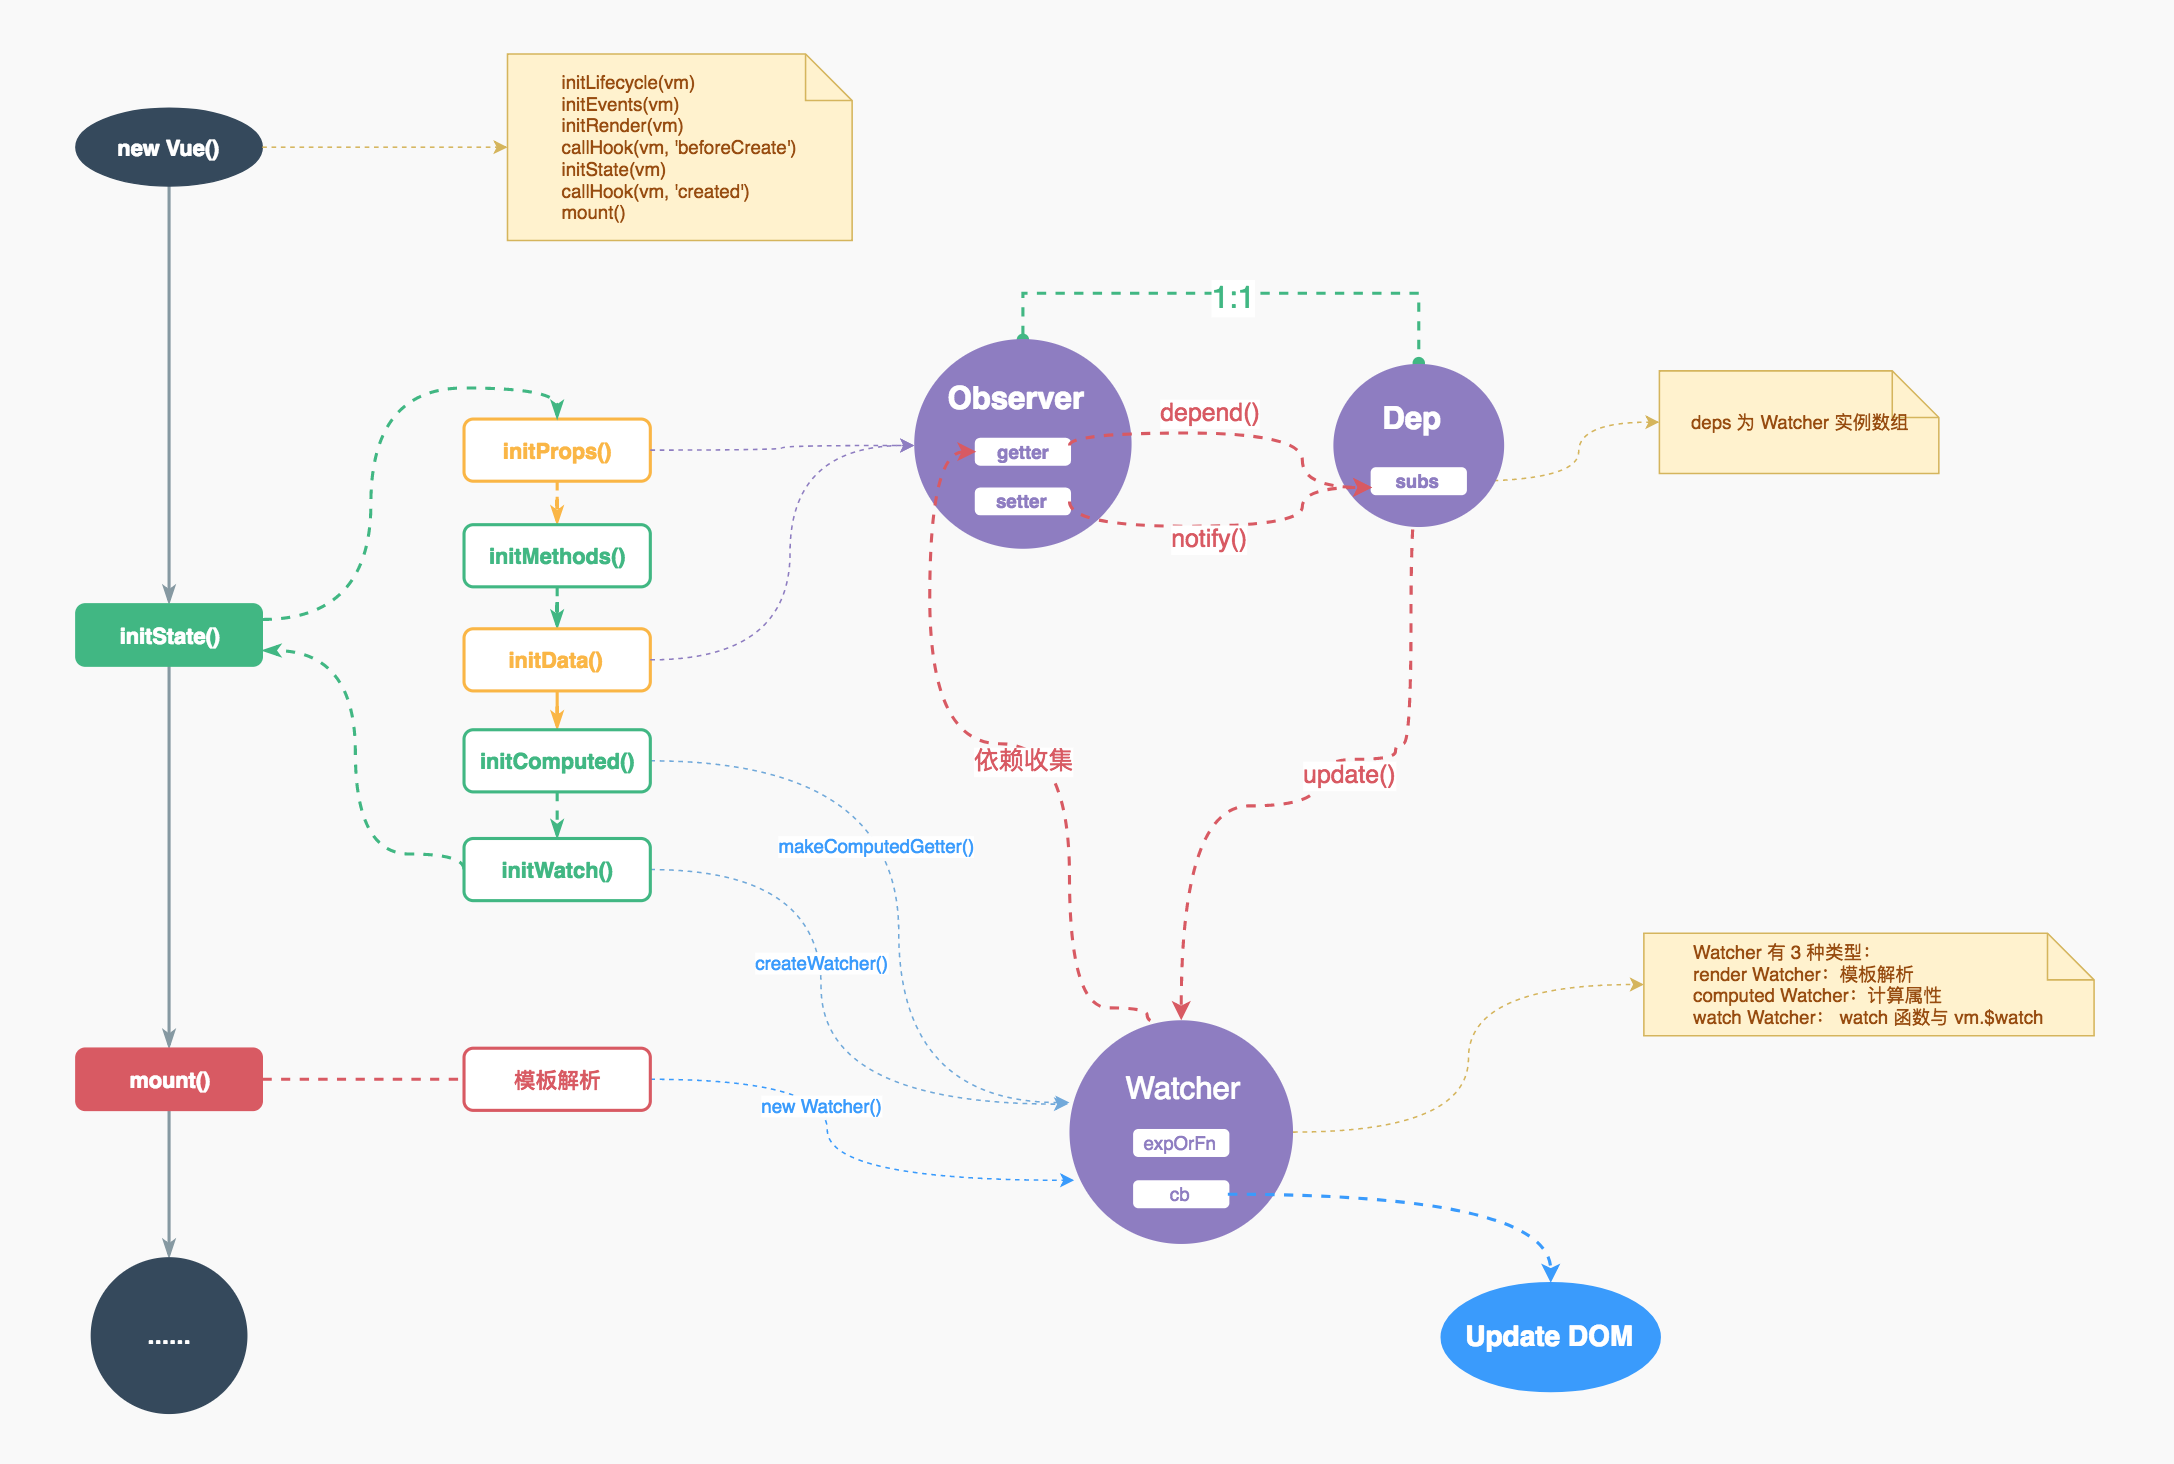 new Vue()
initLifecycle(vm)
initEvents(vm)
initRender(vm)
callHook(vm, 'beforeCreate')
initState(vm)
callHook(vm, 'created')
mount()
1:1
Observer
getter
setter
depend()
notify()
Dep
subs
deps 为 Watcher 实例数组
initProps()
initMethods()
initState()
initData()
initComputed()
initWatch()
依赖收集
update()
makeComputedGetter()
createWatcher()
Watcher 有 3 种类型：
render Watcher：模板解析
computed Watcher：计算属性
watch Watcher： watch 函数与 vm.$watch
mount()
模板解析
new Watcher()
Watcher
expOrFn
cb
......
Update DOM